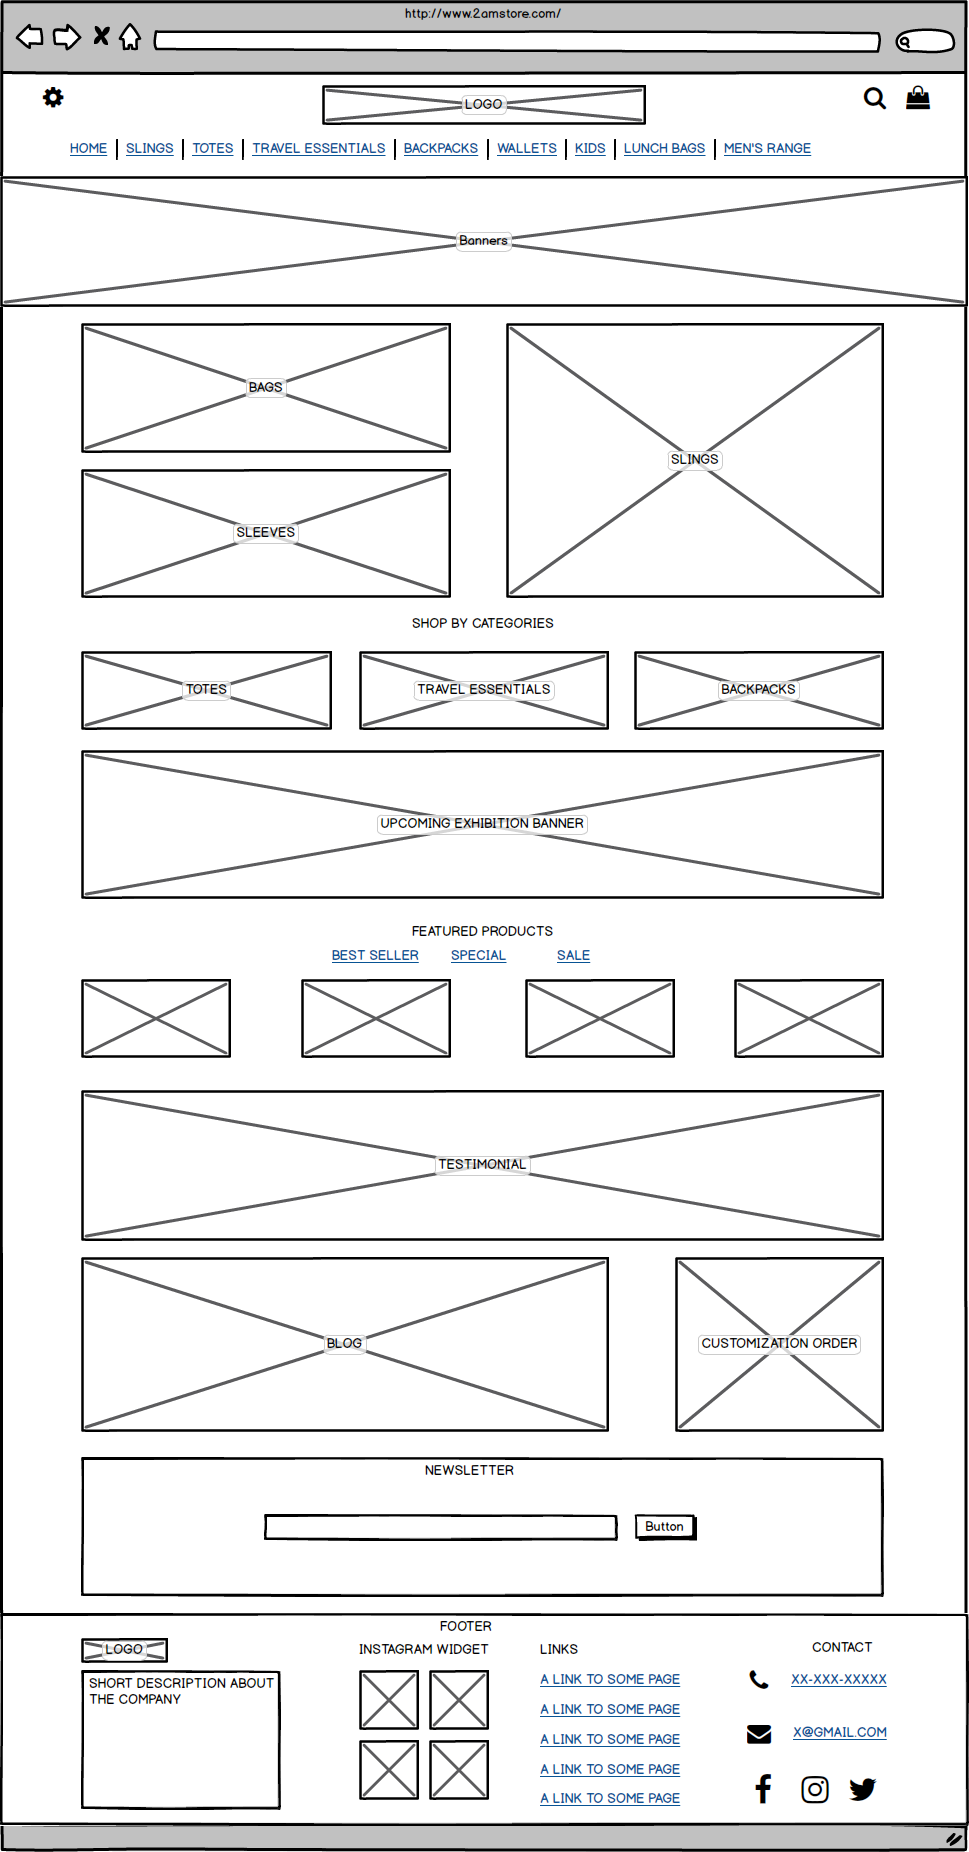 http://www.2amstore.com/
LOGO
HOME SLINGS TOTES TRAVEL ESSENTIALS BACKPACKS WALLETS KIDS LUNCH BAGS MEN'S RANGE
Banners
BAGS
SLINGS
SLEEVES
SHOP BY CATEGORIES
TOTES TRAVEL ESSENTIALS BACKPACKS
UPCOMING EXHIBITION BANNER
FEATURED PRODUCTS
BEST SELLER SPECIAL SALE
TESTIMONIAL
BLOG CUSTOMIZATION ORDER
NEWSLETTER
Button
FOOTER
LOGO
SHORT DESCRIPTION ABOUT
THE COMPANY
INSTAGRAM WIDGET
LINKS
A LINK TO SOME PAGE
A LINK TO SOME PAGE
A LINK TO SOME PAGE
A LINK TO SOME PAGE
A LINK TO SOME PAGE
CONTACT
XX-XXX-XXXXX
X@GMAIL.COM